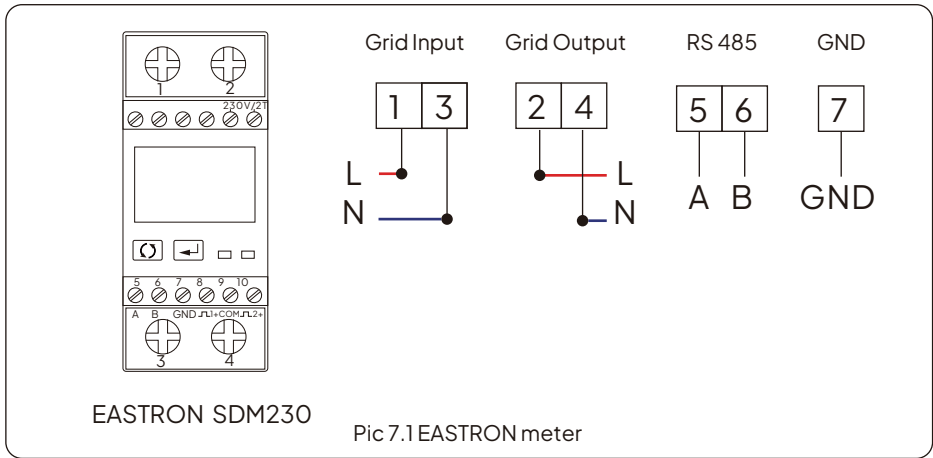 Grid Input Grid Output RS 485 GND
1 2
230V/2T
1 3 2 4 5 6 7
L L
N N
A B GND
5 6 7 8 9 10
A B GND 1+COM 2+
3 4
EASTRON SDM230
Pic 7.1 EASTRON meter